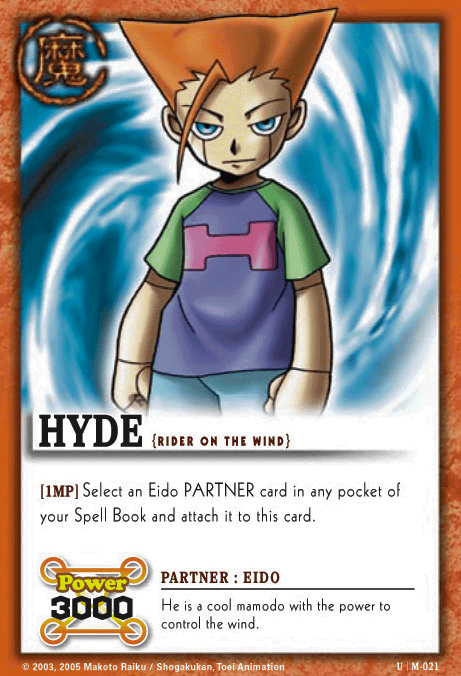 魔
H
HYDE {RIDER ON THE WIND}
[1MP] Select an Eido PARTNER card in any pocket of
your Spell Book and attach it to this card.
Power
3000
PARTNER : EIDO
He is a cool mamodo with the power to
control the wind.
© 2003, 2005 Makoto Raiku / Shogakukan, Toei Animation
U | M-021